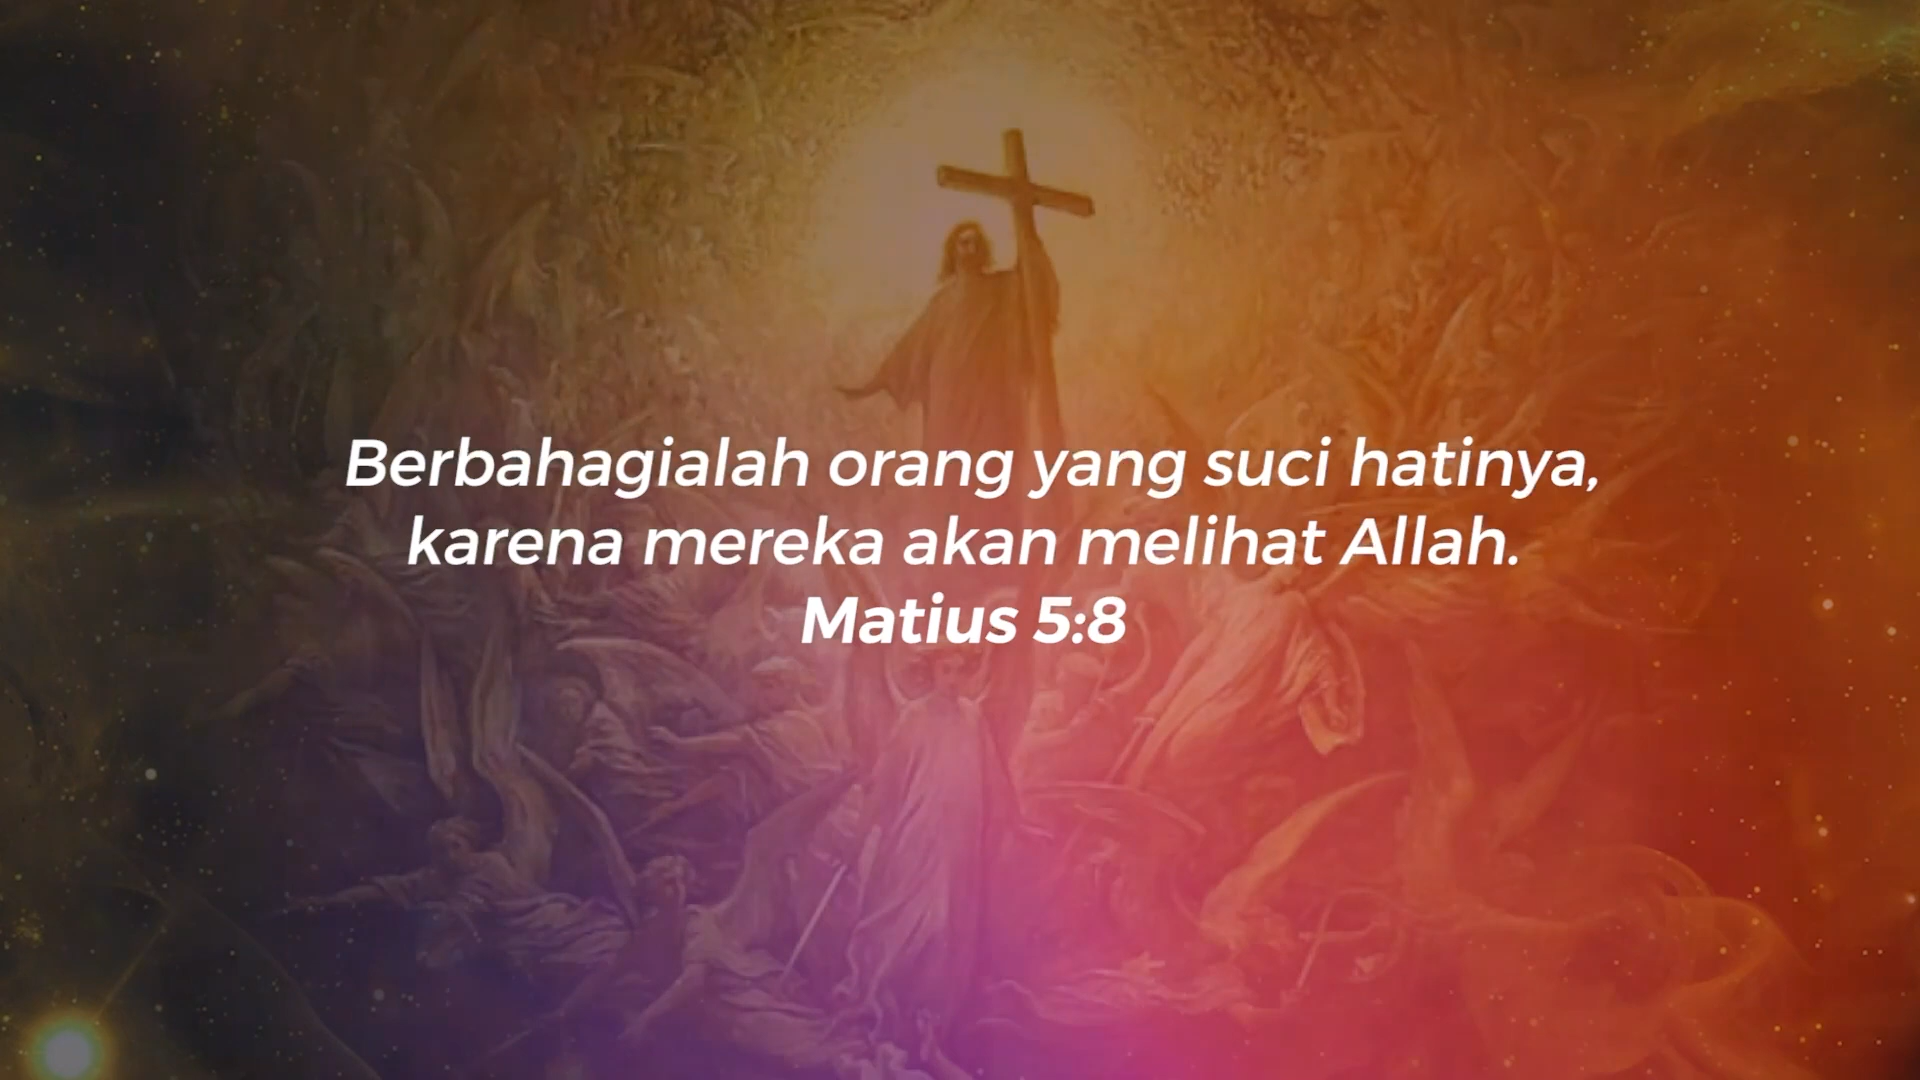 Berbahagialah orang yang suci hatinya,
karena mereka akan melihat Allah.
Matius 5:8